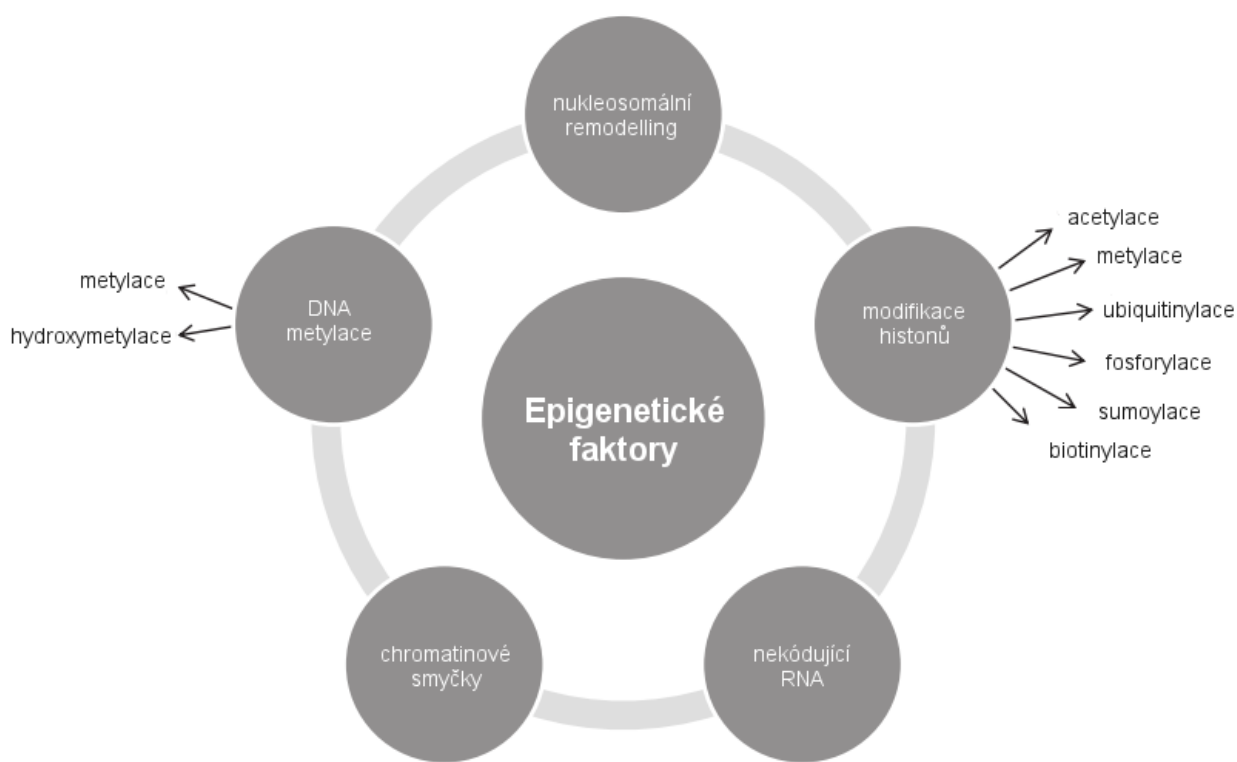 nukleosomální
remodelling
acetylace
metylace
ubiquitinylace
fosforylace
sumoylace
biotinylace
modifikace
histonů
metylace
hydroxymetylace
DNA
metylace
Epigenetické
faktory
chromatinové
smyčky
nekódující
RNA